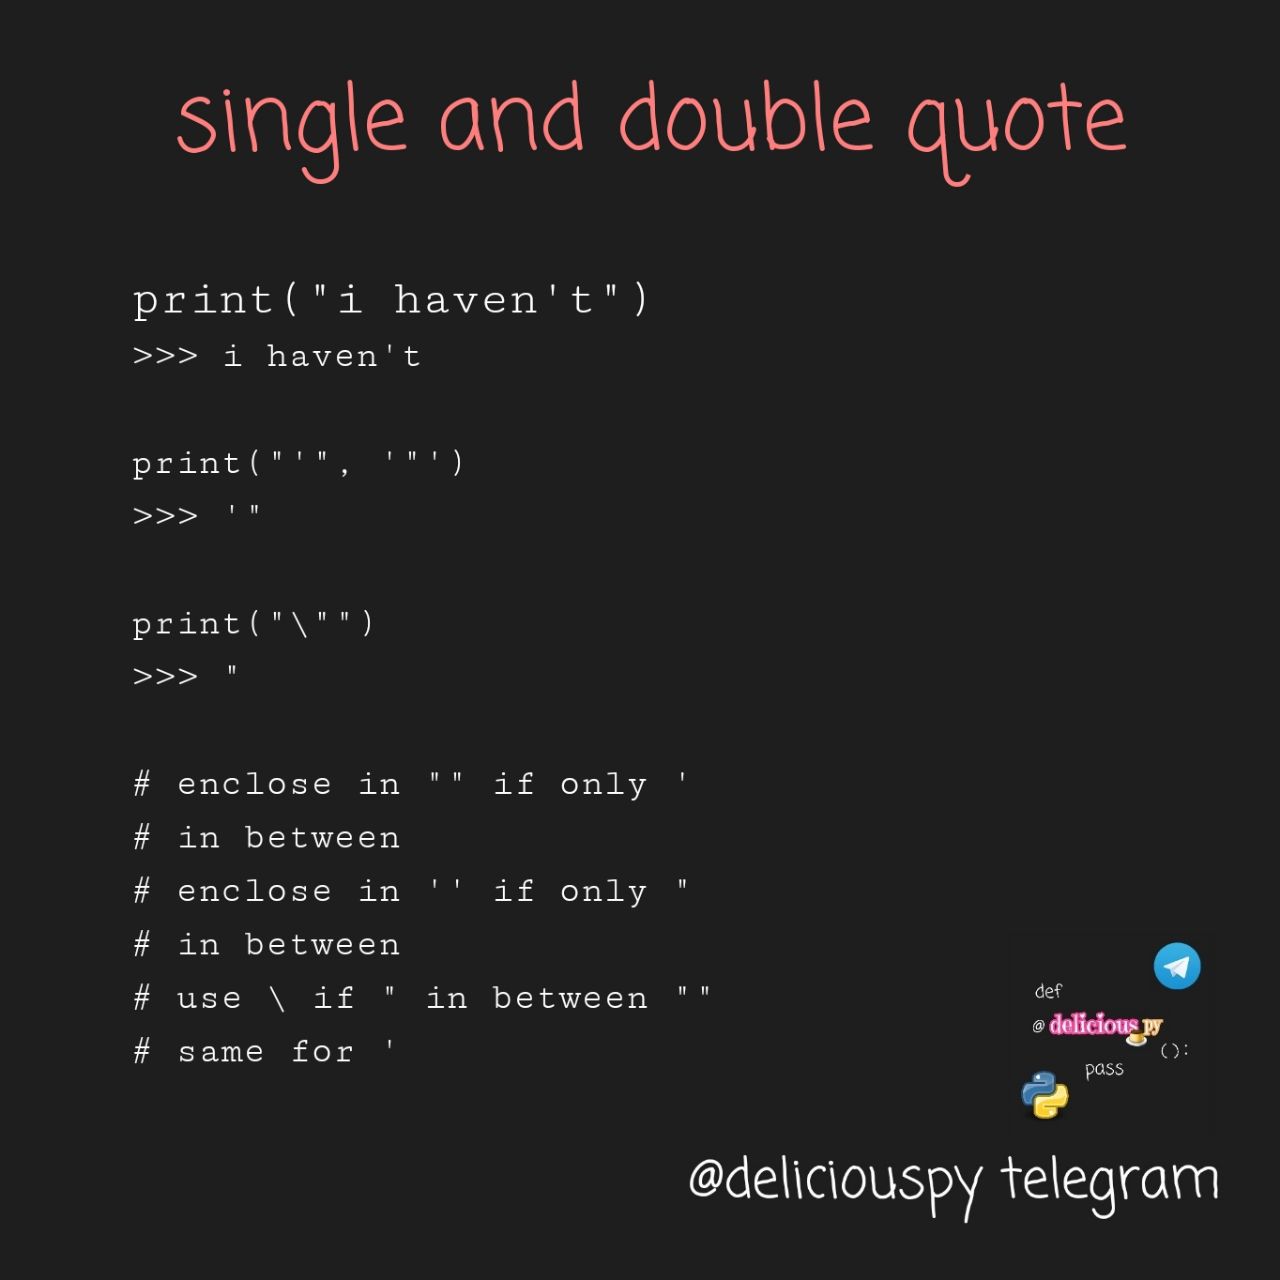 single and double quote
print("i haven't")
>>> i haven't
print("'", '"')
>>> '"
print("\"")
>>> "
# enclose in "" if only '
# in between
# enclose in '' if only "
# in between
# use \ if " in between ""
# same for '
def
@ delicious py
():
pass
@deliciouspy telegram